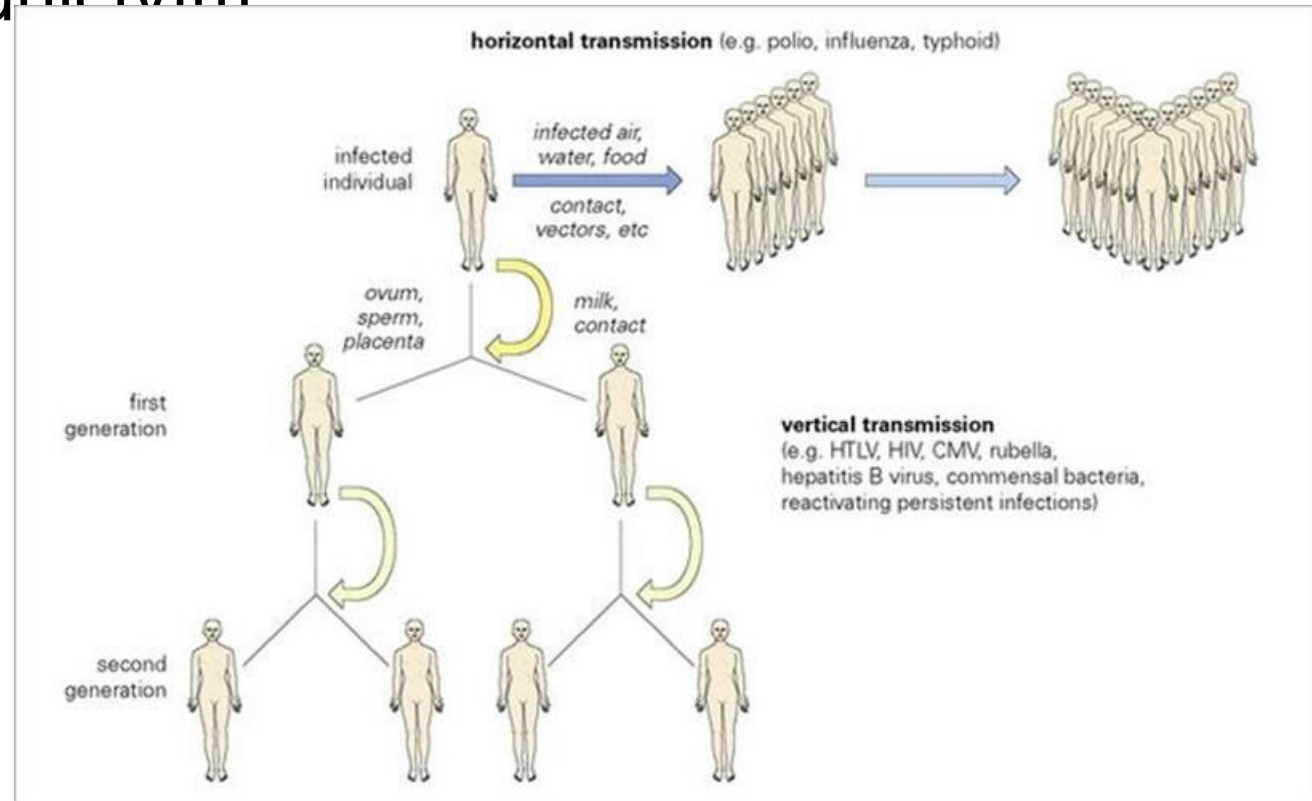 horizontal transmission (e.g. polio, influenza, typhoid)
infected air,
water, food
infected
individual
contact,
vectors, etc
ovum,
sperm,
placenta
milk,
contact
first
generation
vertical transmission
(e.g. HTLV, HIV, CMV, rubella,
hepatitis B virus, commensal bacteria,
reactivating persistent infections)
second
generation